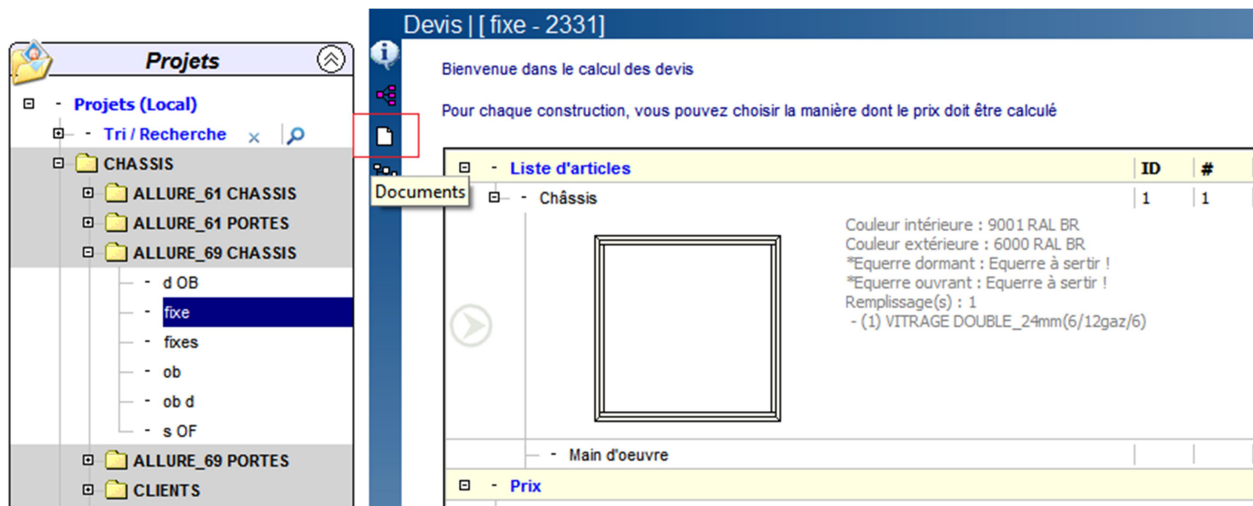 Devis | [ fixe - 2331]
Projets
Projets (Local)
Tri / Recherche
CHASSIS
ALLURE_61 CHASSIS
ALLURE_61 PORTES
ALLURE_69 CHASSIS
d OB
fixe
fixes
ob
ob d
s OF
ALLURE_69 PORTES
CLIENTS
Documents
Bienvenue dans le calcul des devis
Pour chaque construction, vous pouvez choisir la manière dont le prix doit être calculé
Liste d'articles ID #
Châssis 1 1
Couleur intérieure : 9001 RAL BR
Couleur extérieure : 6000 RAL BR
*Equerre dormant : Equerre à sertir !
*Equerre ouvrant : Equerre à sertir !
Remplissage(s) : 1
- (1) VITRAGE DOUBLE_24mm(6/12gaz/6)
Main d'oeuvre
Prix